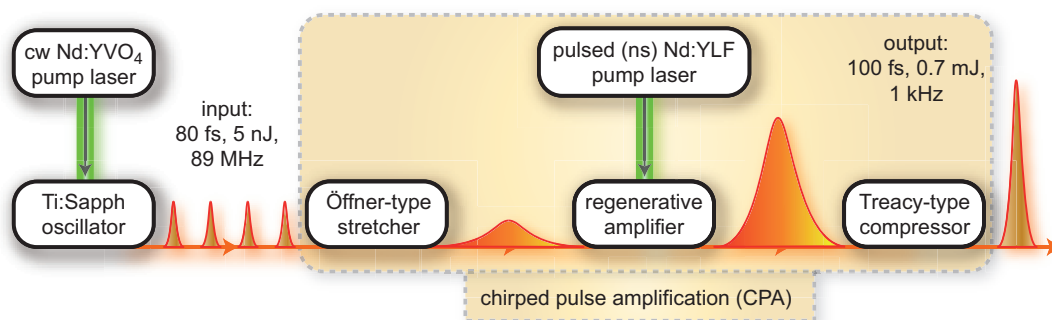 cw Nd:YVO₄
pump laser
input:
80 fs, 5 nJ,
89 MHz
Ti:Sapph
oscillator
Öffner-type
stretcher
pulsed (ns) Nd:YLF
pump laser
regenerative
amplifier
output:
100 fs, 0.7 mJ,
1 kHz
Treacy-type
compressor
chirped pulse amplification (CPA)